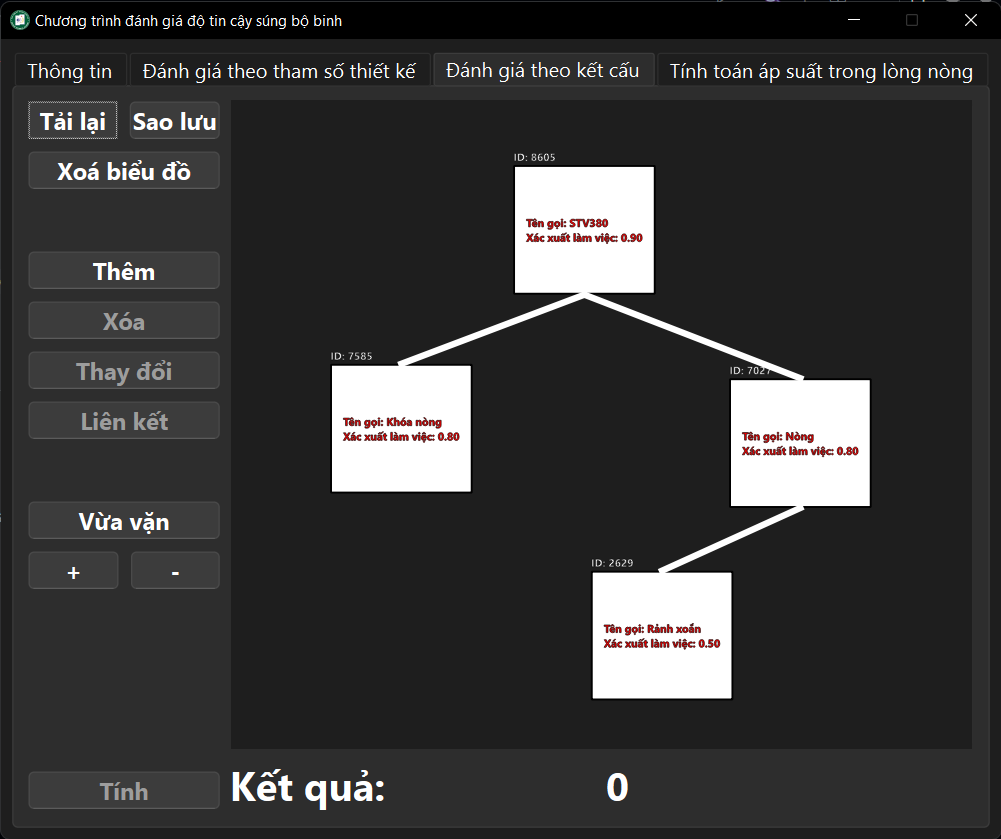 Chương trình đánh giá độ tin cậy súng bộ binh
Thông tin
Đánh giá theo tham số thiết kế
Đánh giá theo kết cấu
Tính toán áp suất trong lòng nòng
Tải lại
Sao lưu
Xoá biểu đồ
Thêm
Xóa
Thay đổi
Liên kết
Vừa vặn
+
-
Tính
ID: 8605
Tên gọi: STV380
Xác xuất làm việc: 0.90
ID: 7585
Tên gọi: Khóa nòng
Xác xuất làm việc: 0.80
ID: 7027
Tên gọi: Nòng
Xác xuất làm việc: 0.80
ID: 2629
Tên gọi: Rảnh xoắn
Xác xuất làm việc: 0.50
Kết quả:
0